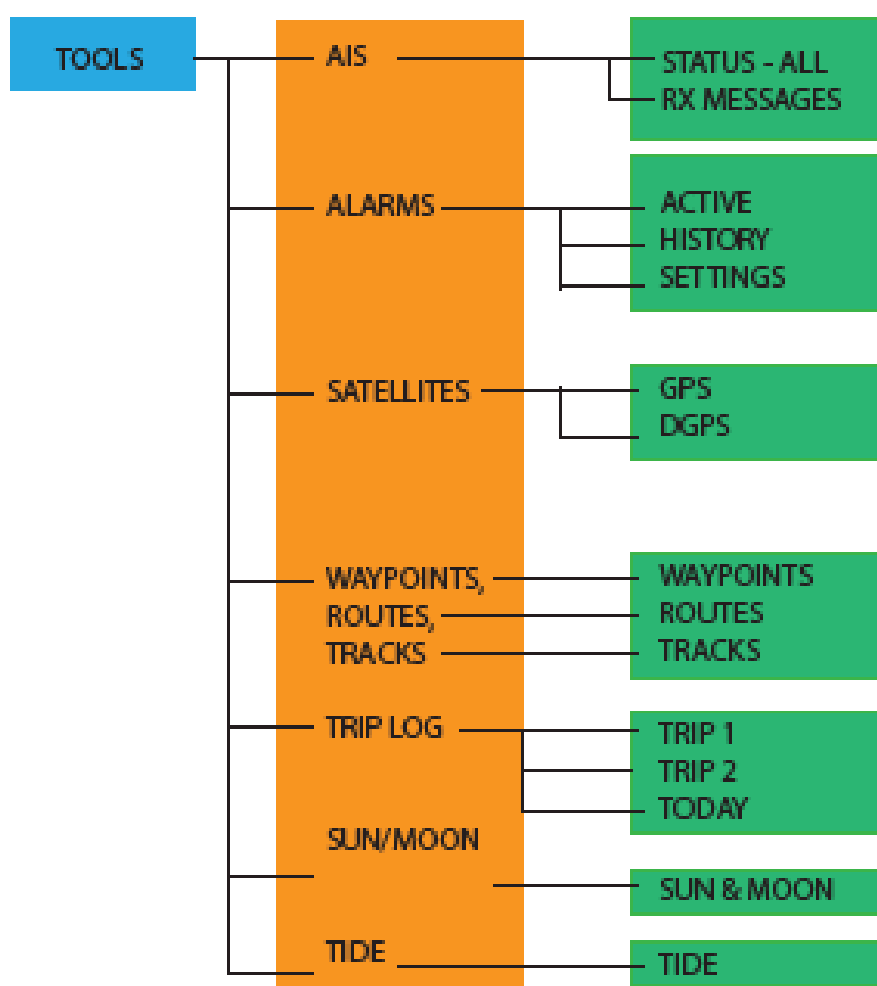 TOOLS
AIS
STATUS - ALL
RX MESSAGES
ALARMS
ACTIVE
HISTORY
SETTINGS
SATELLITES
GPS
DGPS
WAYPOINTS,
ROUTES,
TRACKS
WAYPOINTS
ROUTES
TRACKS
TRIP LOG
TRIP 1
TRIP 2
TODAY
SUN/MOON
SUN & MOON
TIDE
TIDE